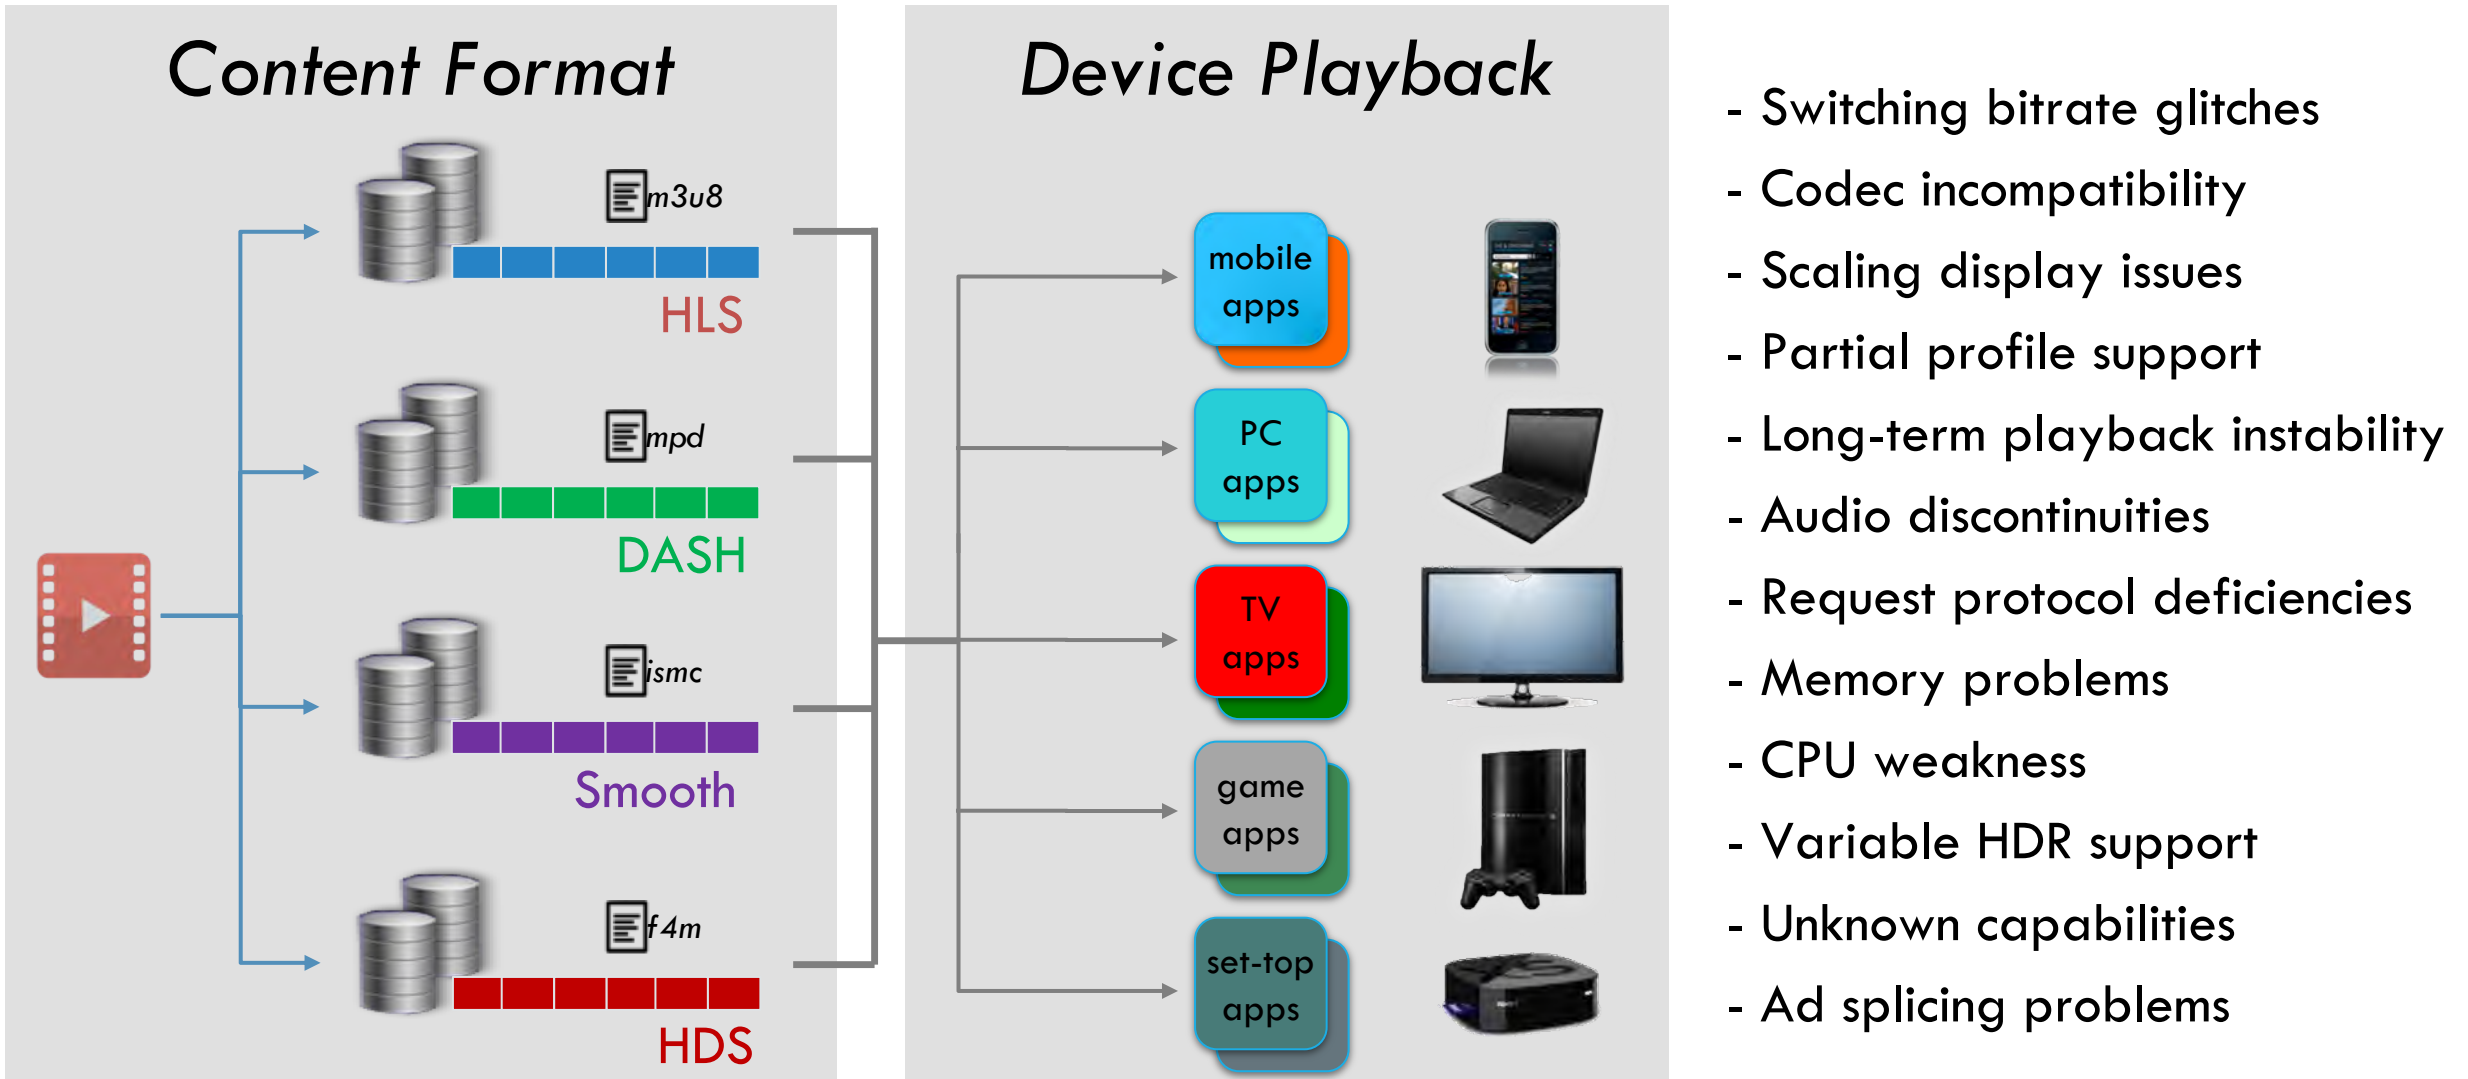 Content Format
m3u8
HLS
mpd
DASH
ismc
Smooth
f4m
HDS
Device Playback
mobile
apps
PC
apps
TV
apps
game
apps
set-top
apps
- Switching bitrate glitches
- Codec incompatibility
- Scaling display issues
- Partial profile support
- Long-term playback instability
- Audio discontinuities
- Request protocol deficiencies
- Memory problems
- CPU weakness
- Variable HDR support
- Unknown capabilities
- Ad splicing problems